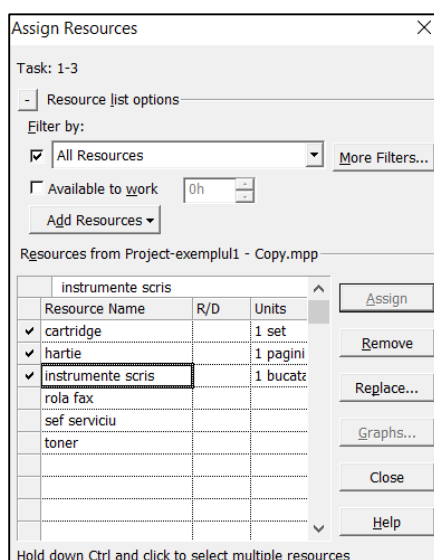 Assign Resources
Task: 1-3
- Resource list options
Filter by:
All Resources
More Filters...
Available to work 0h
Add Resources
Resources from Project-exemplul1 - Copy.mpp
instrumente scris
Resource Name R/D Units
cartridge 1 set
hartie 1 pagini
instrumente scris 1 bucata
rola fax
sef serviciu
toner
Assign
Remove
Replace...
Graphs...
Close
Help
Hold down Ctrl and click to select multiple resources